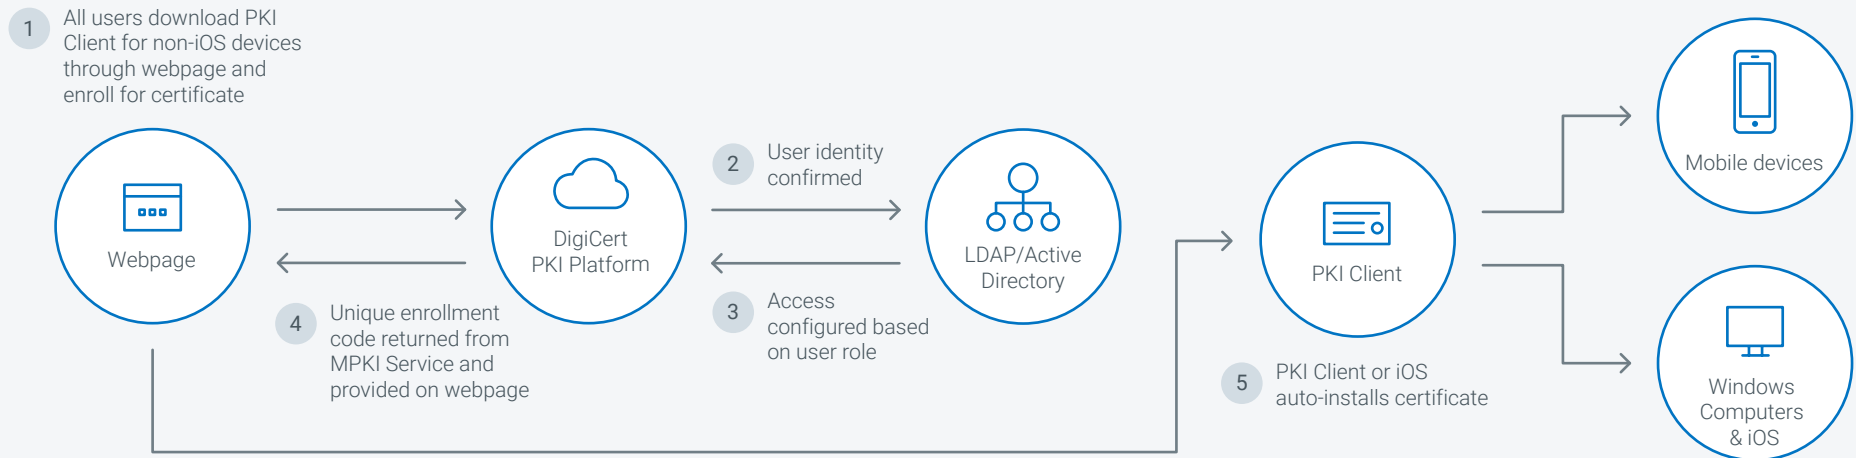 1
All users download PKI
Client for non-iOS devices
through webpage and
enroll for certificate
Webpage
DigiCert
PKI Platform
2
User identity
confirmed
LDAP/Active
Directory
3
Access
configured based
on user role
4
Unique enrollment
code returned from
MPKI Service and
provided on webpage
PKI Client
5
PKI Client or iOS
auto-installs certificate
Mobile devices
Windows
Computers
& iOS